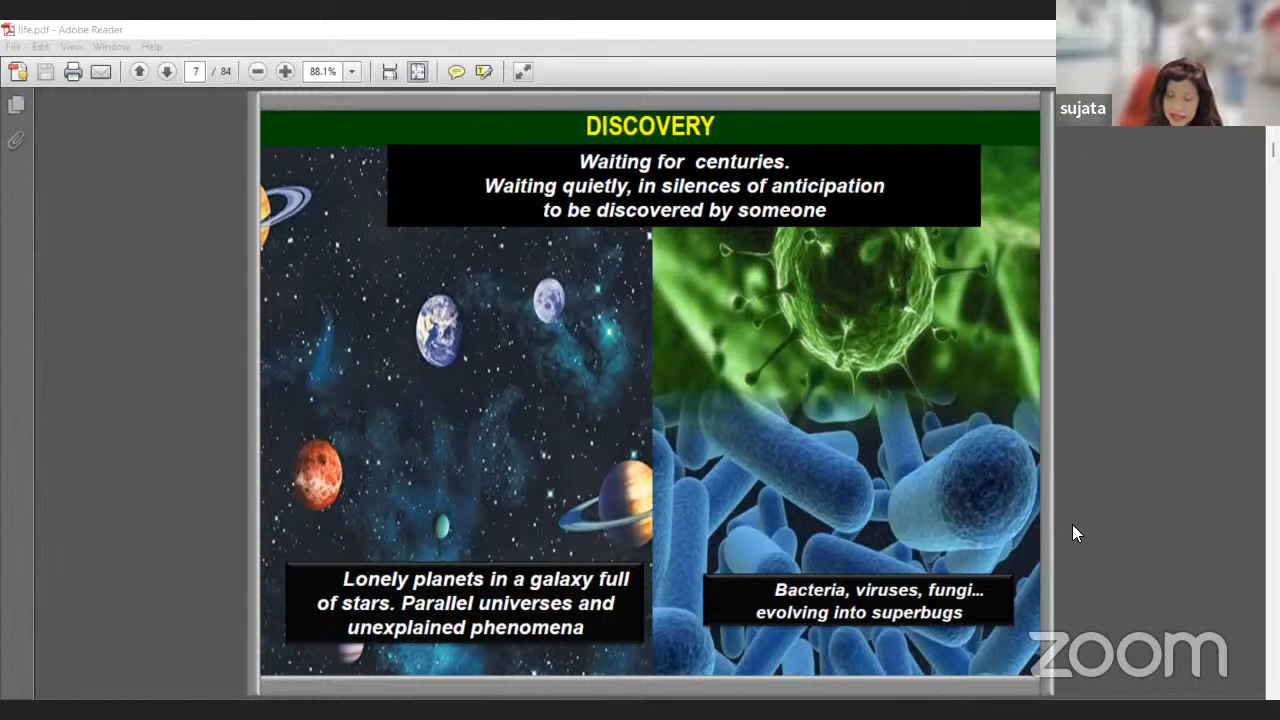 life.pdf - Adobe Reader
File Edit View Window Help
7 / 84 88.1%
sujata
DISCOVERY
Waiting for centuries.
Waiting quietly, in silences of anticipation
to be discovered by someone
Lonely planets in a galaxy full
of stars. Parallel universes and
unexplained phenomena
Bacteria, viruses, fungi...
evolving into superbugs
zoom